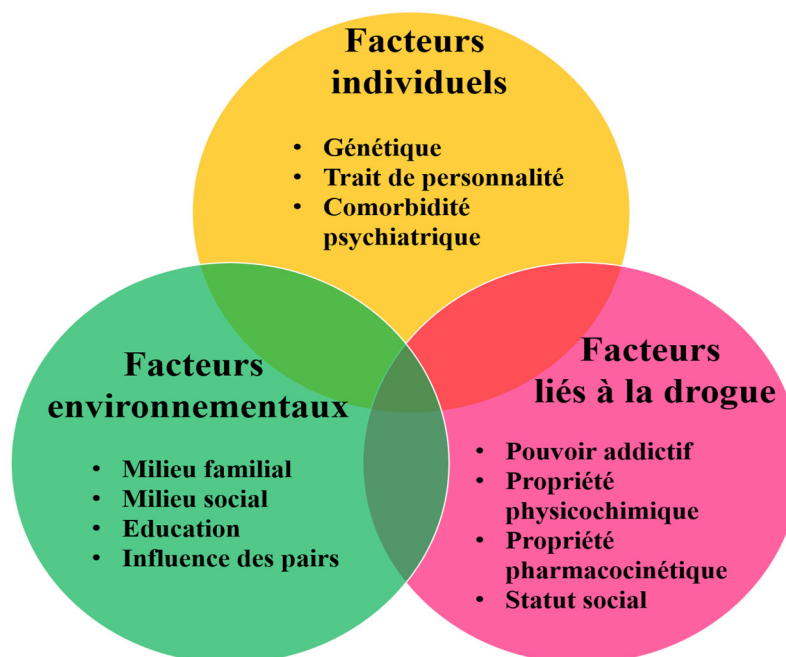 Facteurs
individuels
• Génétique
• Trait de personnalité
• Comorbidité
psychiatrique
Facteurs
environnementaux
• Milieu familial
• Milieu social
• Education
• Influence des pairs
Facteurs
liés à la drogue
• Pouvoir addictif
• Propriété
physicochimique
• Propriété
pharmacocinétique
• Statut social